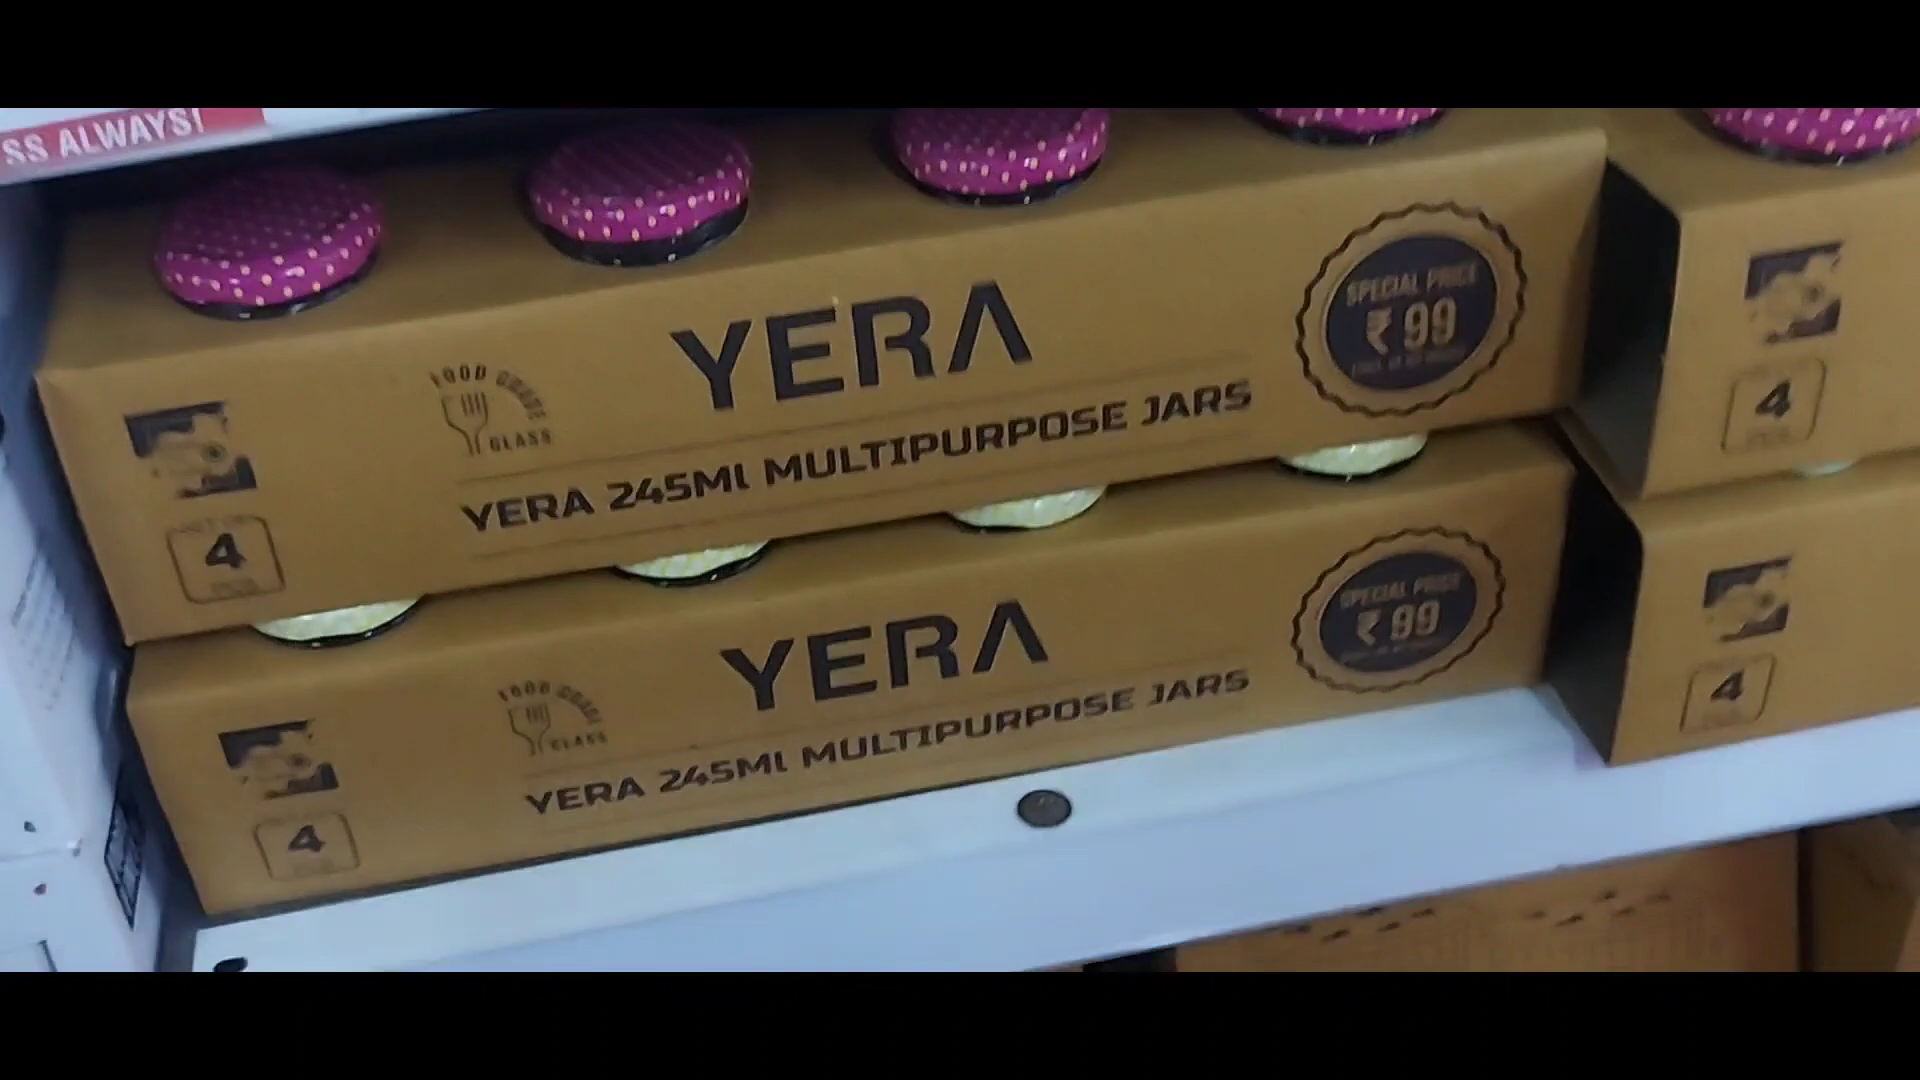 SS ALWAYS!
YERA
FOOD GRADE
GLASS
YERA 245Ml MULTIPURPOSE JARS
SPECIAL PRICE
₹ 99
4
4
YERA
FOOD GRADE
GLASS
YERA 245Ml MULTIPURPOSE JARS
SPECIAL PRICE
₹ 99
4
4